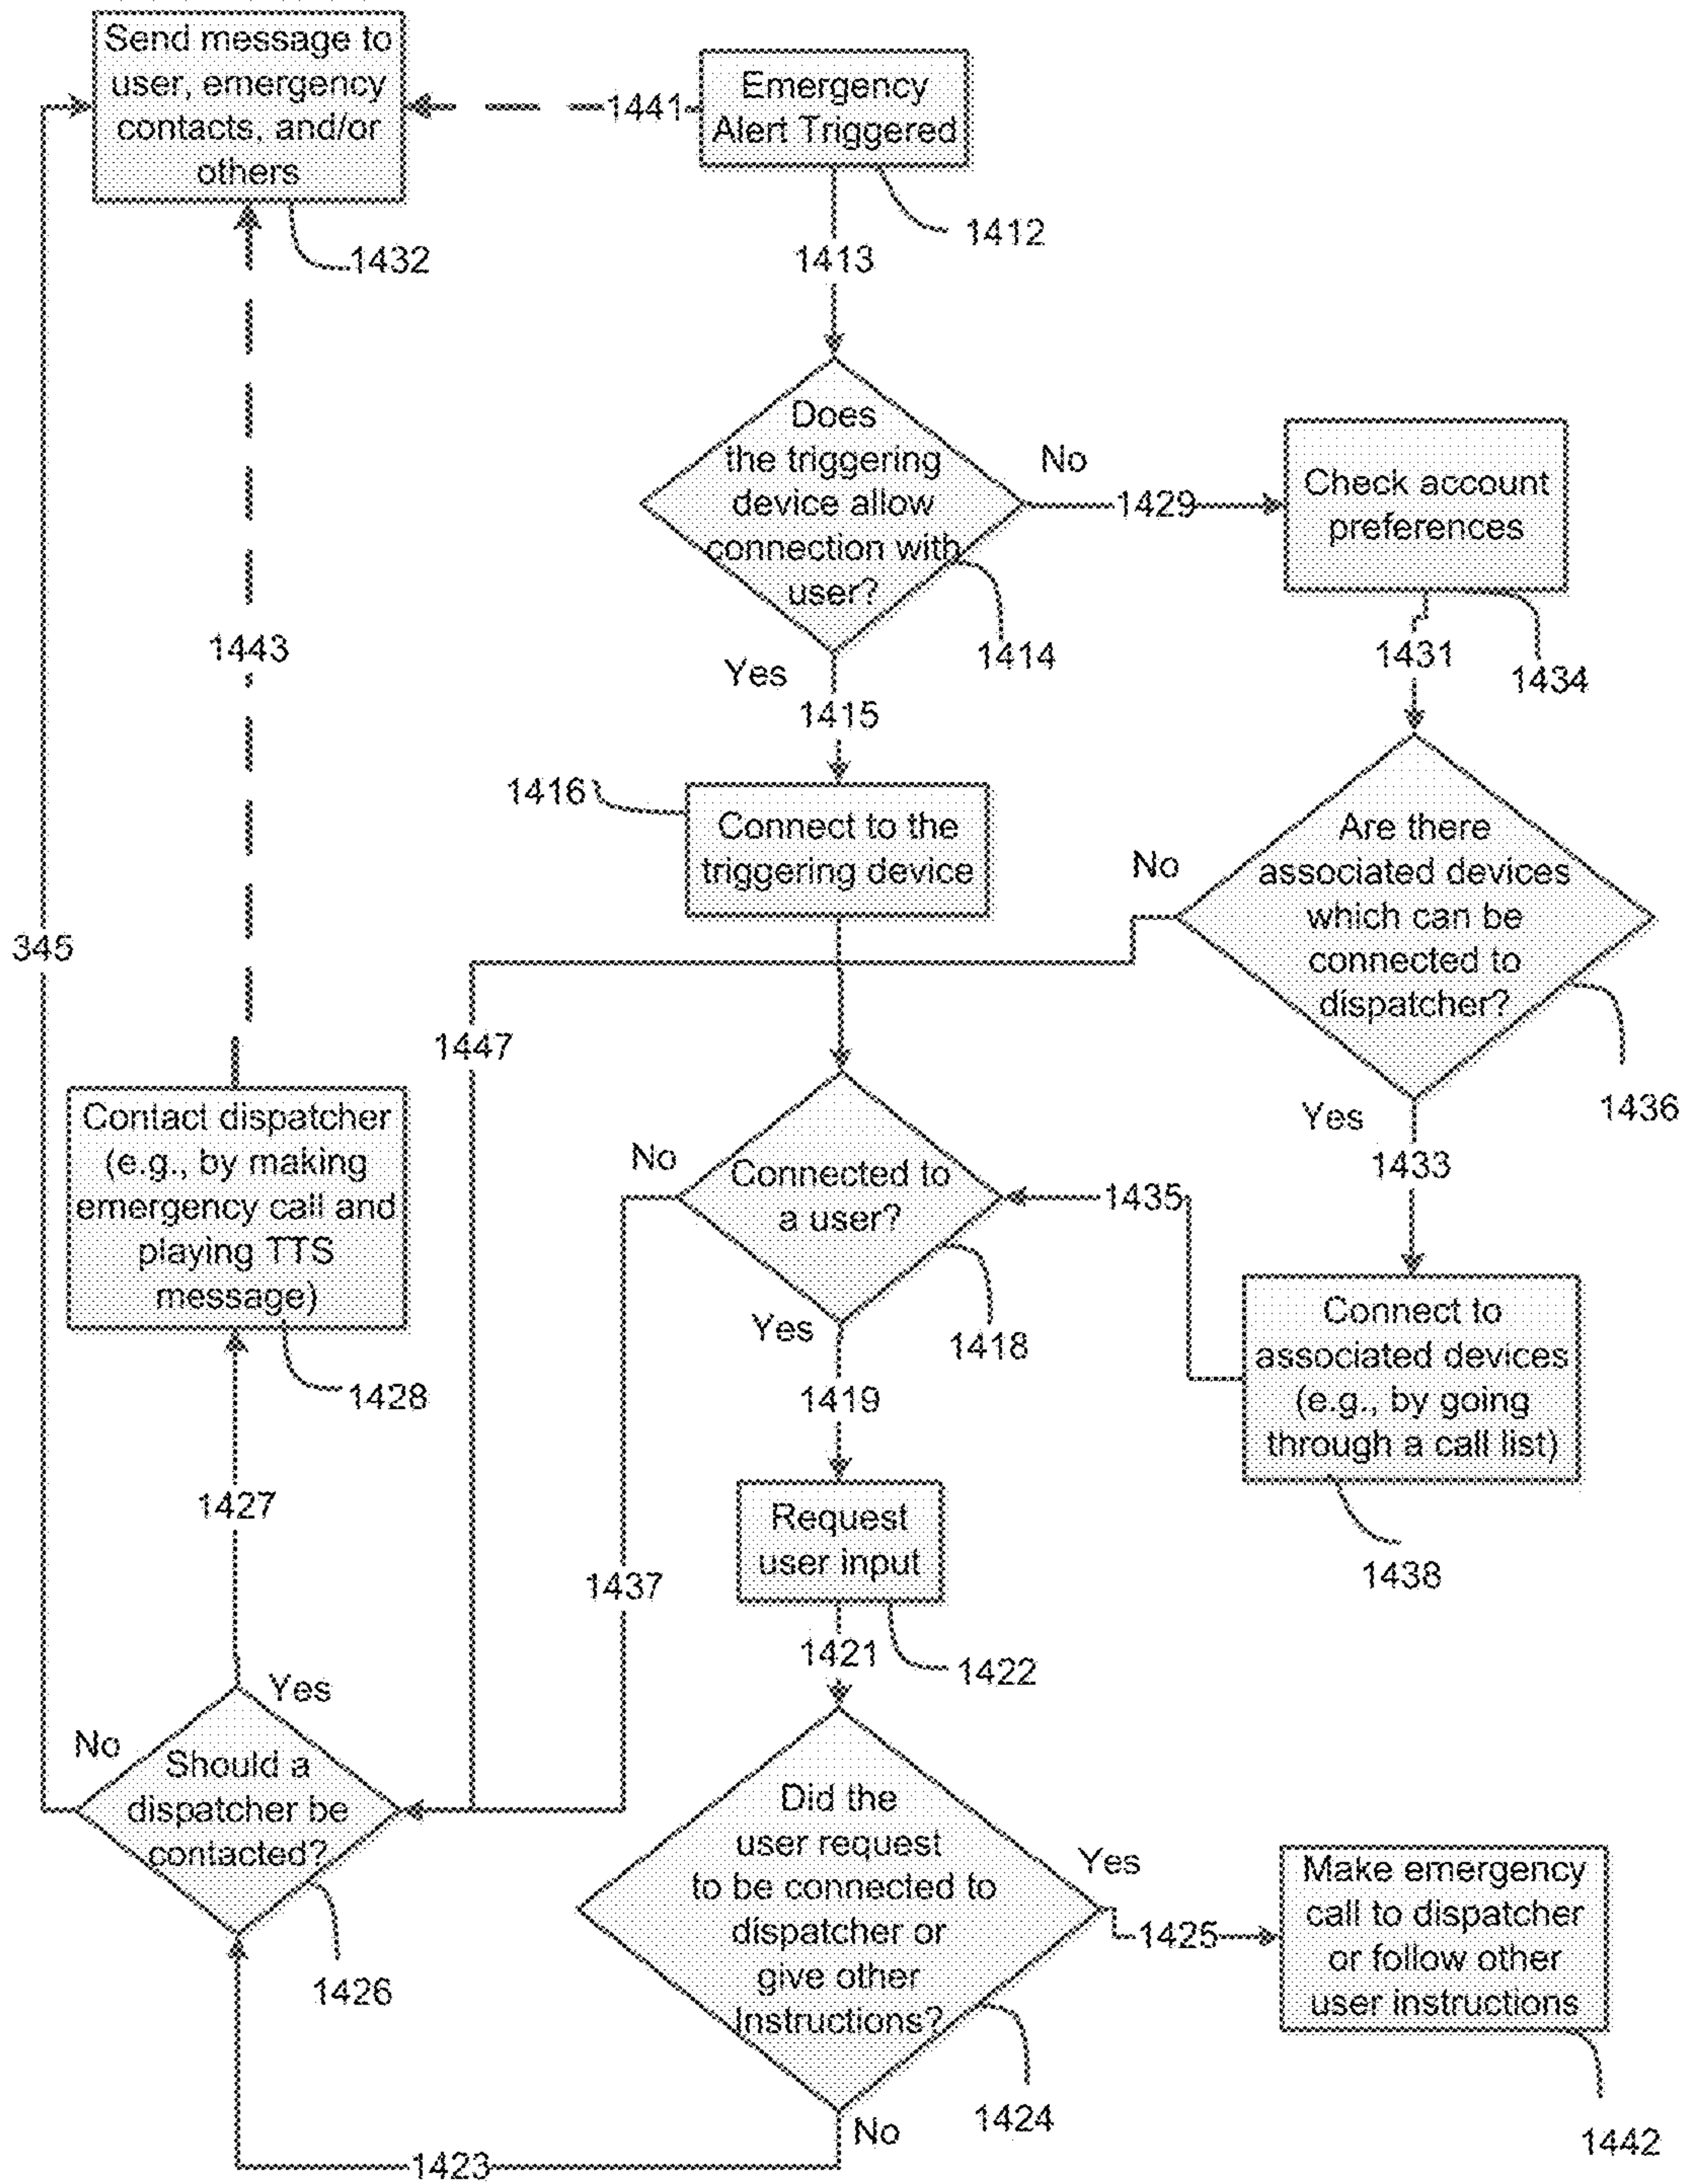 Send message to
user, emergency
contacts, and/or
others
1432
1441
Emergency
Alert Triggered
1412
1413
Does
the triggering
device allow
connection with
user?
1414
No
1429
Check account
preferences
1434
1431
Yes
1415
1416
Connect to the
triggering device
Are there
associated devices
which can be
connected to
dispatcher?
1436
No
1447
Yes
1433
Connect to
associated devices
(e.g., by going
through a call list)
1438
1435
Connected to
a user?
1418
No
1437
Yes
1419
Request
user input
1422
1421
Did the
user request
to be connected to
dispatcher or
give other
Instructions?
1424
Yes
1425
Make emergency
call to dispatcher
or follow other
user instructions
1442
No
1423
Should a
dispatcher be
contacted?
1426
Yes
1427
Contact dispatcher
(e.g., by making
emergency call and
playing TTS
message)
1428
1443
No
345